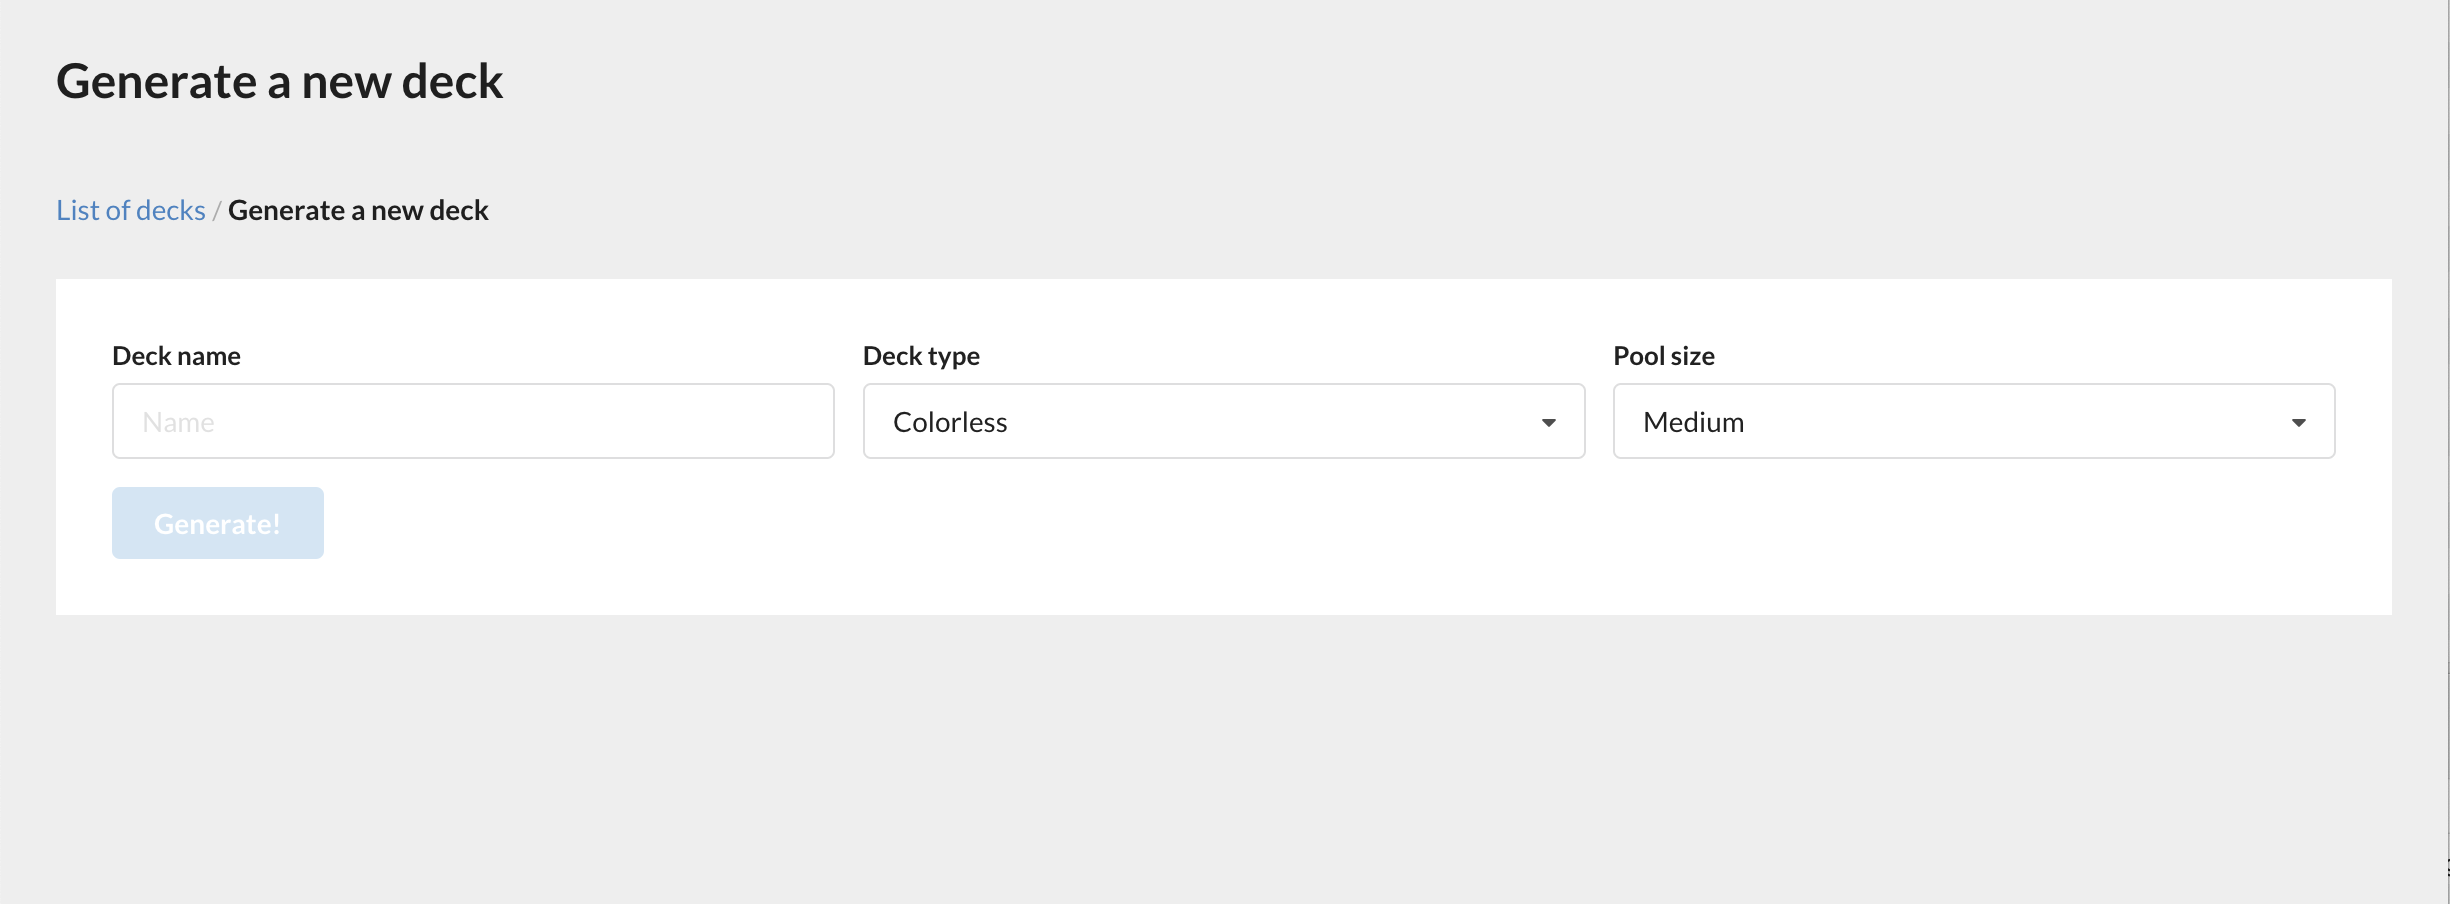 Generate a new deck
List of decks / Generate a new deck
Deck name
Deck type
Pool size
Name
Colorless
Medium
Generate!